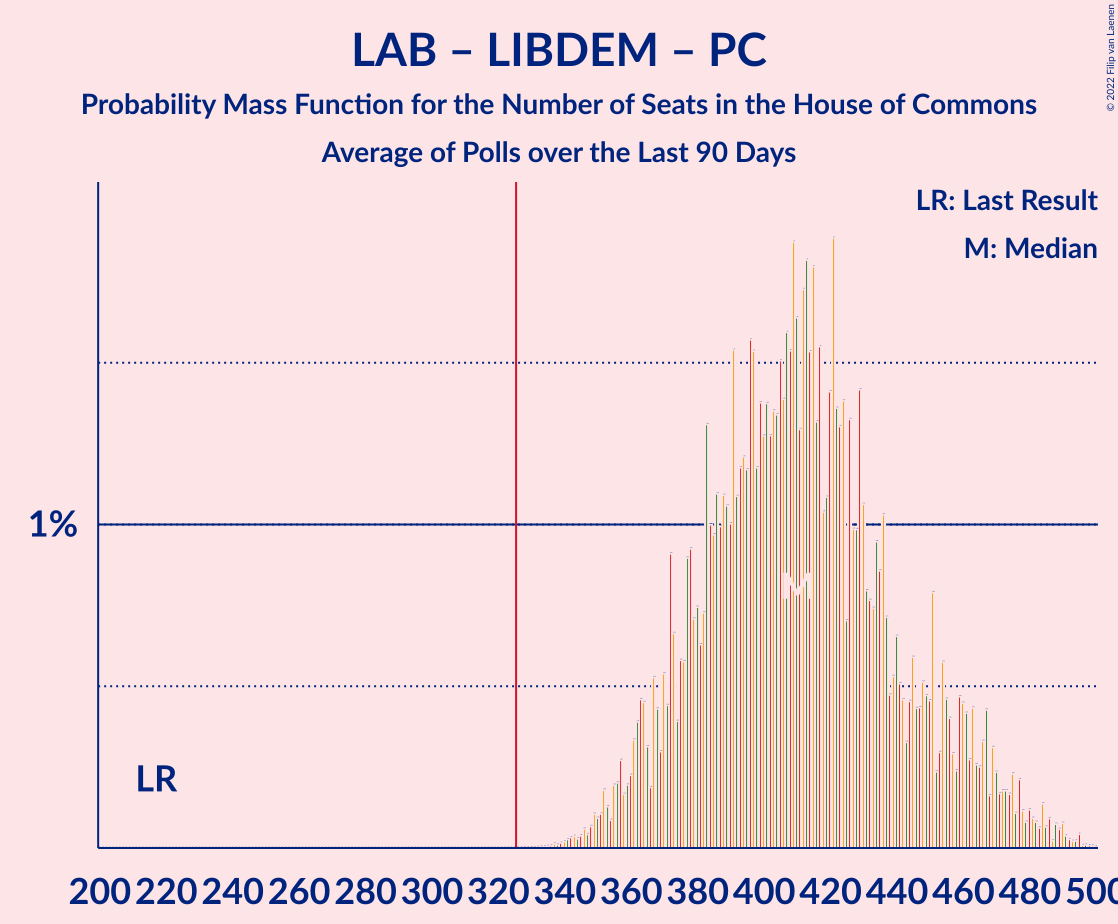 LAB – LIBDEM – PC
Probability Mass Function for the Number of Seats in the House of Commons
Average of Polls over the Last 90 Days
© 2022 Filip van Laenen
LR: Last Result
M: Median
1%
M
LR
200 220 240 260 280 300 320 340 360 380 400 420 440 460 480 500